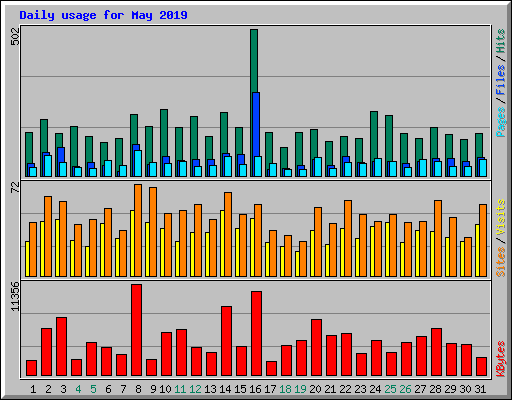 Daily usage for May 2019
502
Pages / Files / Hits
72
Sites / Visits
11356
KBytes
1 2 3 4 5 6 7 8 9 10 11 12 13 14 15 16 17 18 19 20 21 22 23 24 25 26 27 28 29 30 31